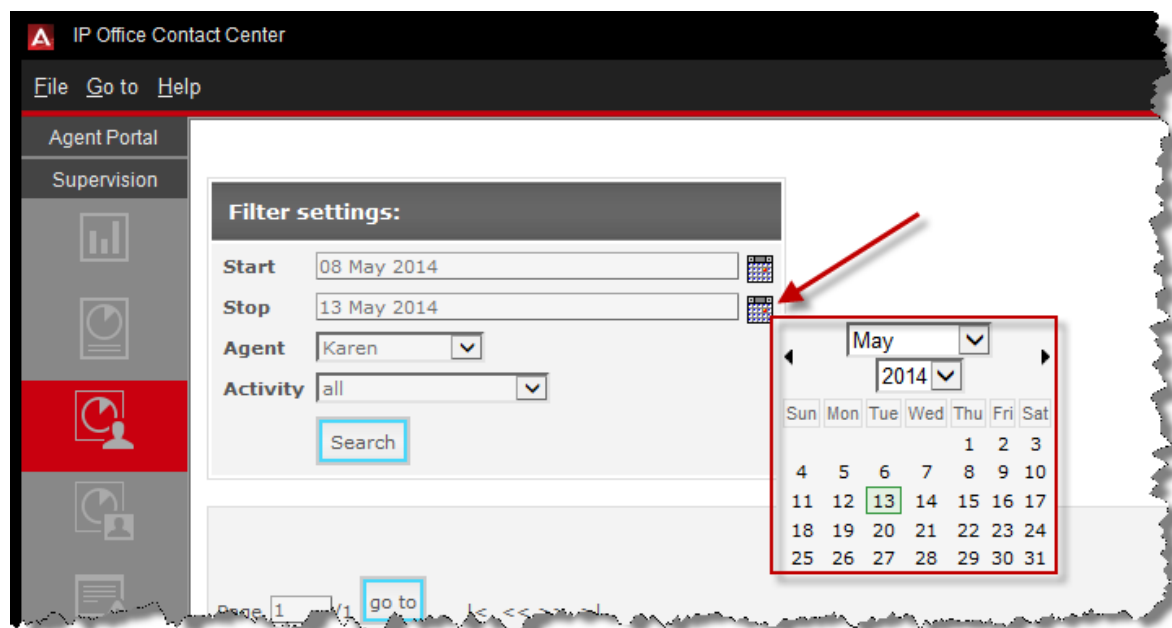 IP Office Contact Center
File Go to Help
Agent Portal
Supervision
Filter settings:
Start 08 May 2014
Stop 13 May 2014
Agent Karen
Activity all
Search
May
2014
Sun Mon Tue Wed Thu Fri Sat
1 2 3
4 5 6 7 8 9 10
11 12 13 14 15 16 17
18 19 20 21 22 23 24
25 26 27 28 29 30 31
Page 1 /1 go to |< << >> >|